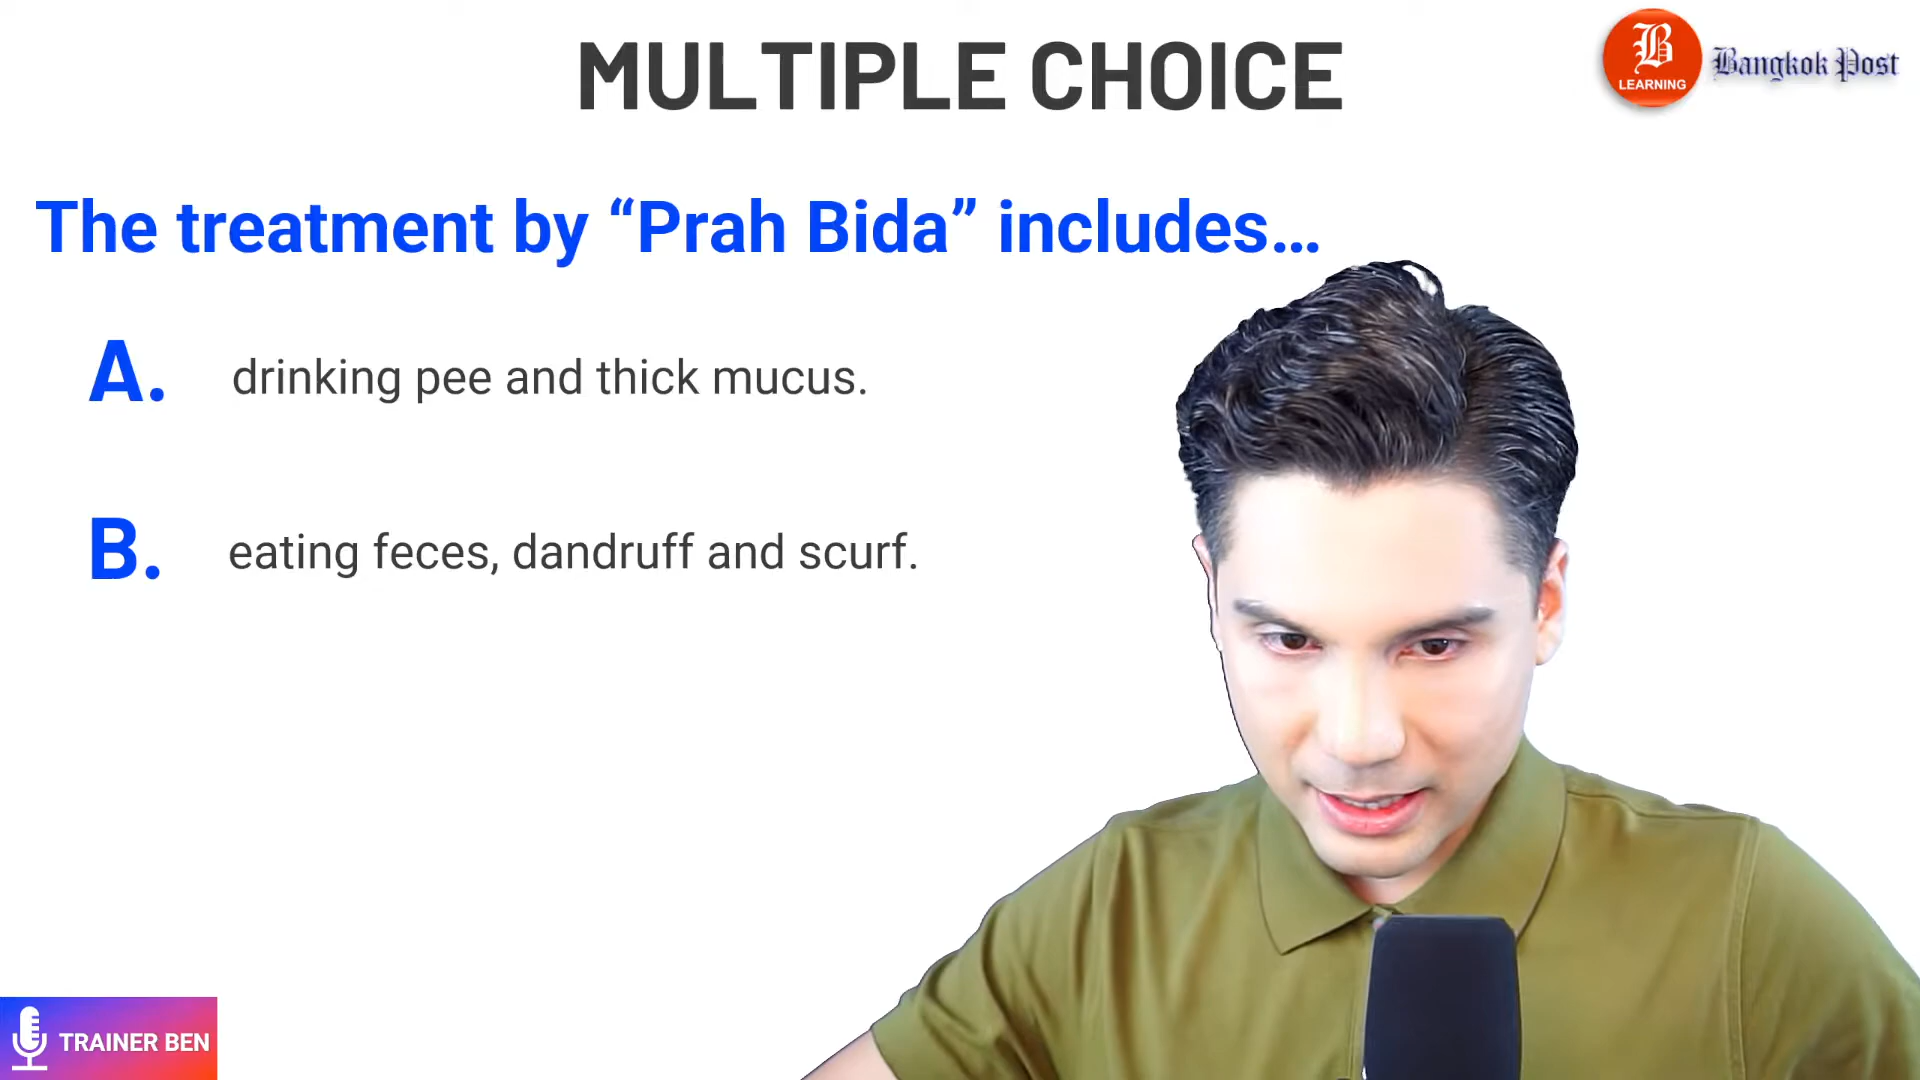 MULTIPLE CHOICE
B
LEARNING
Bangkok Post
The treatment by “Prah Bida” includes...
A. drinking pee and thick mucus.
B. eating feces, dandruff and scurf.
TRAINER BEN